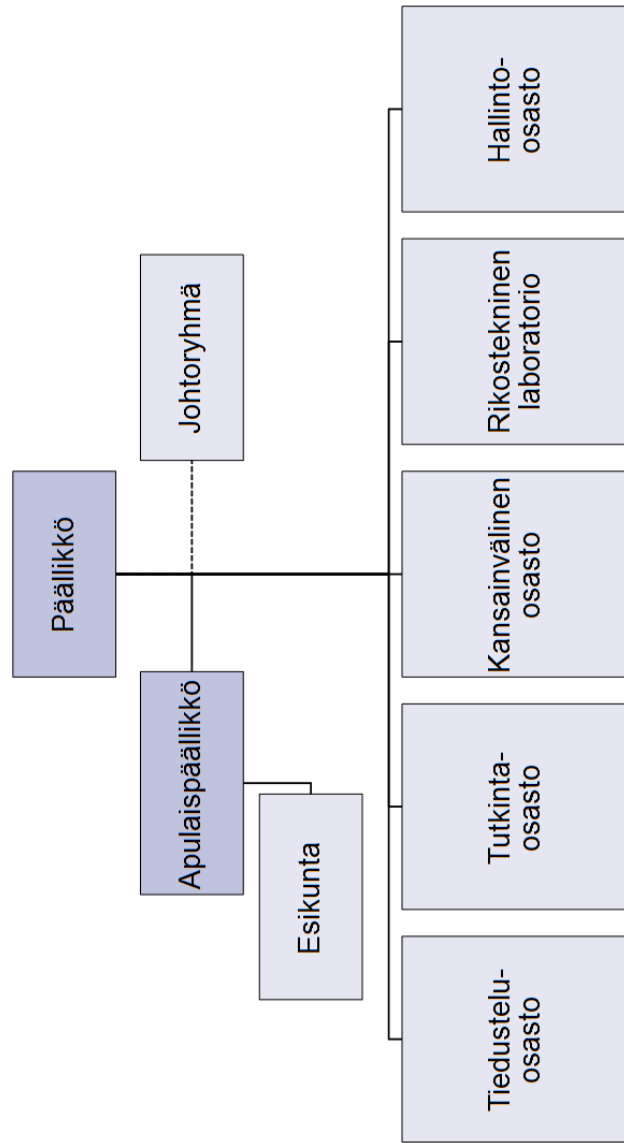 Päällikkö
Apulaispäällikkö
Johtoryhmä
Esikunta
Tiedustelu-
osasto
Tutkinta-
osasto
Kansainvälinen
osasto
Rikostekninen
laboratorio
Hallinto-
osasto